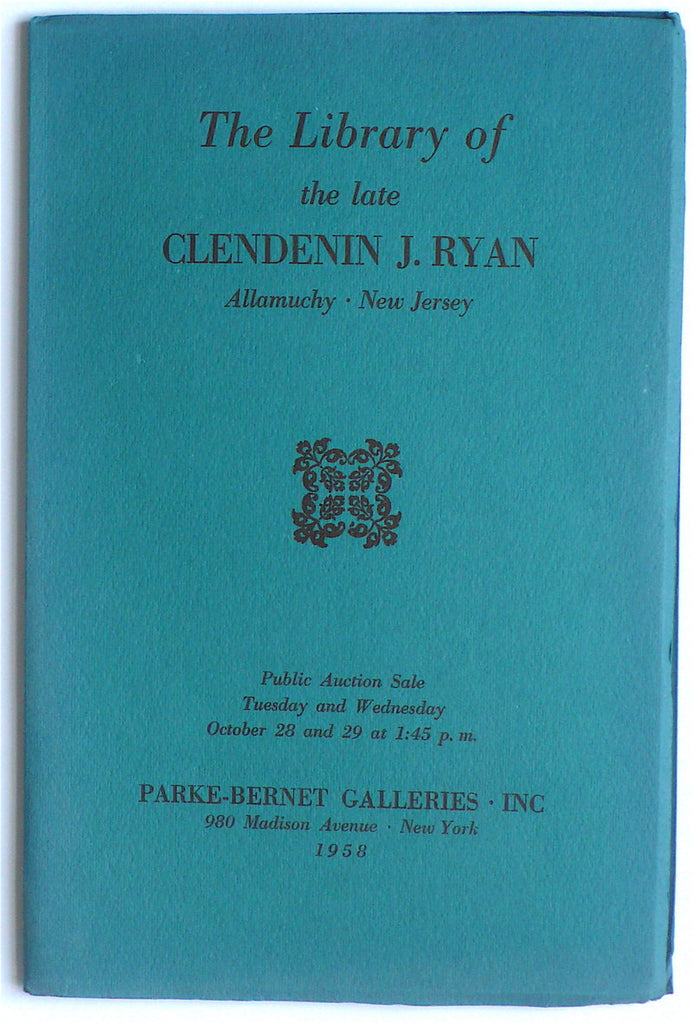 The Library of
the late
CLENDENIN J. RYAN
Allamuchy · New Jersey
Public Auction Sale
Tuesday and Wednesday
October 28 and 29 at 1:45 p. m.
PARKE-BERNET GALLERIES · INC
980 Madison Avenue · New York
1958